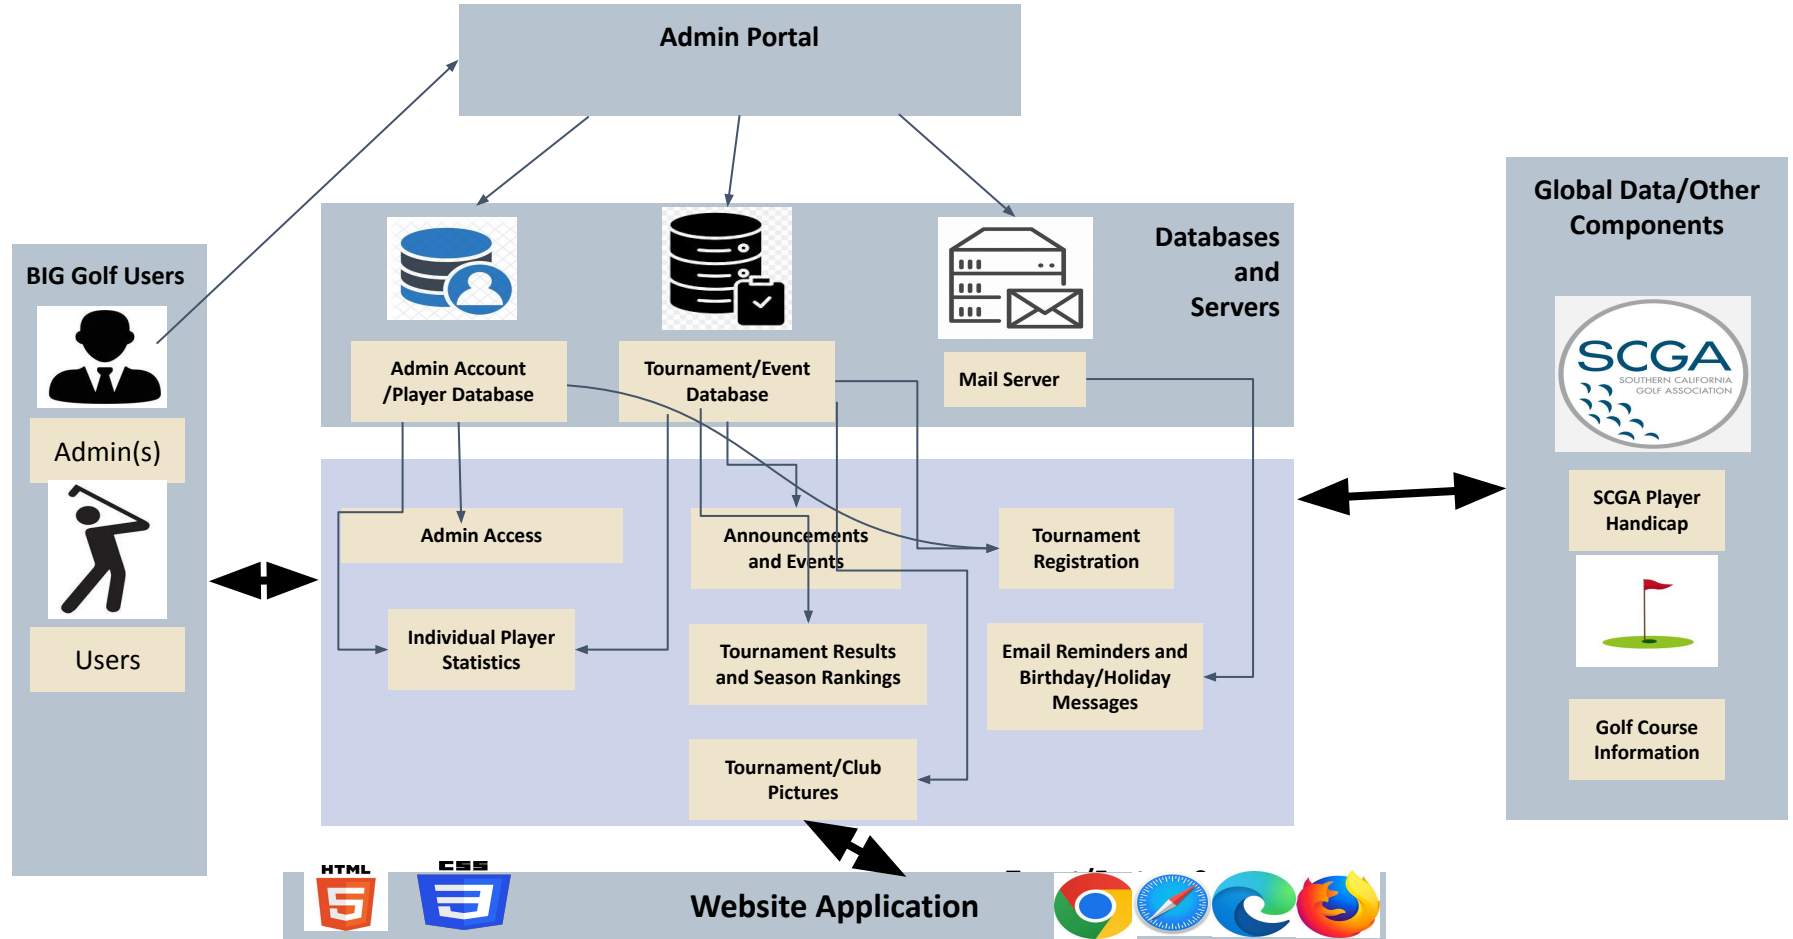 Admin Portal
BIG Golf Users
Admin(s)
Users
Databases
and
Servers
Admin Account
/Player Database
Tournament/Event
Database
Mail Server
Admin Access
Announcements
and Events
Tournament
Registration
Individual Player
Statistics
Tournament Results
and Season Rankings
Email Reminders and
Birthday/Holiday
Messages
Tournament/Club
Pictures
Global Data/Other
Components
SCGA
SOUTHERN CALIFORNIA
GOLF ASSOCIATION
SCGA Player
Handicap
Golf Course
Information
HTML
5
CSS
3
Website Application